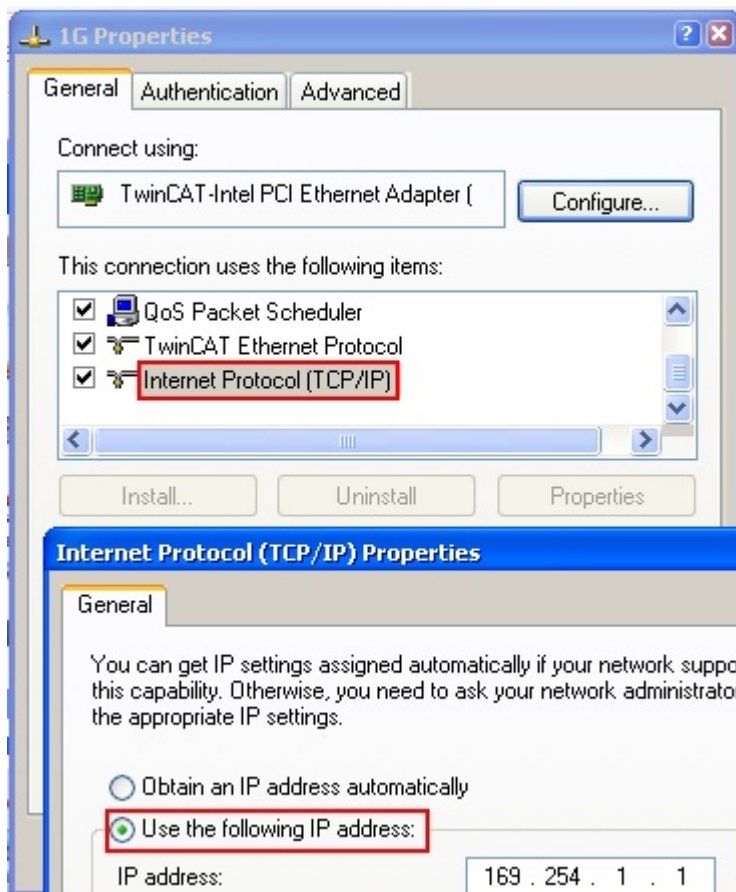 1G Properties
General Authentication Advanced
Connect using:
TwinCAT-Intel PCI Ethernet Adapter (
Configure...
This connection uses the following items:
QoS Packet Scheduler
TwinCAT Ethernet Protocol
Internet Protocol (TCP/IP)
Install... Uninstall Properties
Internet Protocol (TCP/IP) Properties
General
You can get IP settings assigned automatically if your network suppo
this capability. Otherwise, you need to ask your network administrato
the appropriate IP settings.
Obtain an IP address automatically
Use the following IP address:
IP address: 169 . 254 . 1 . 1